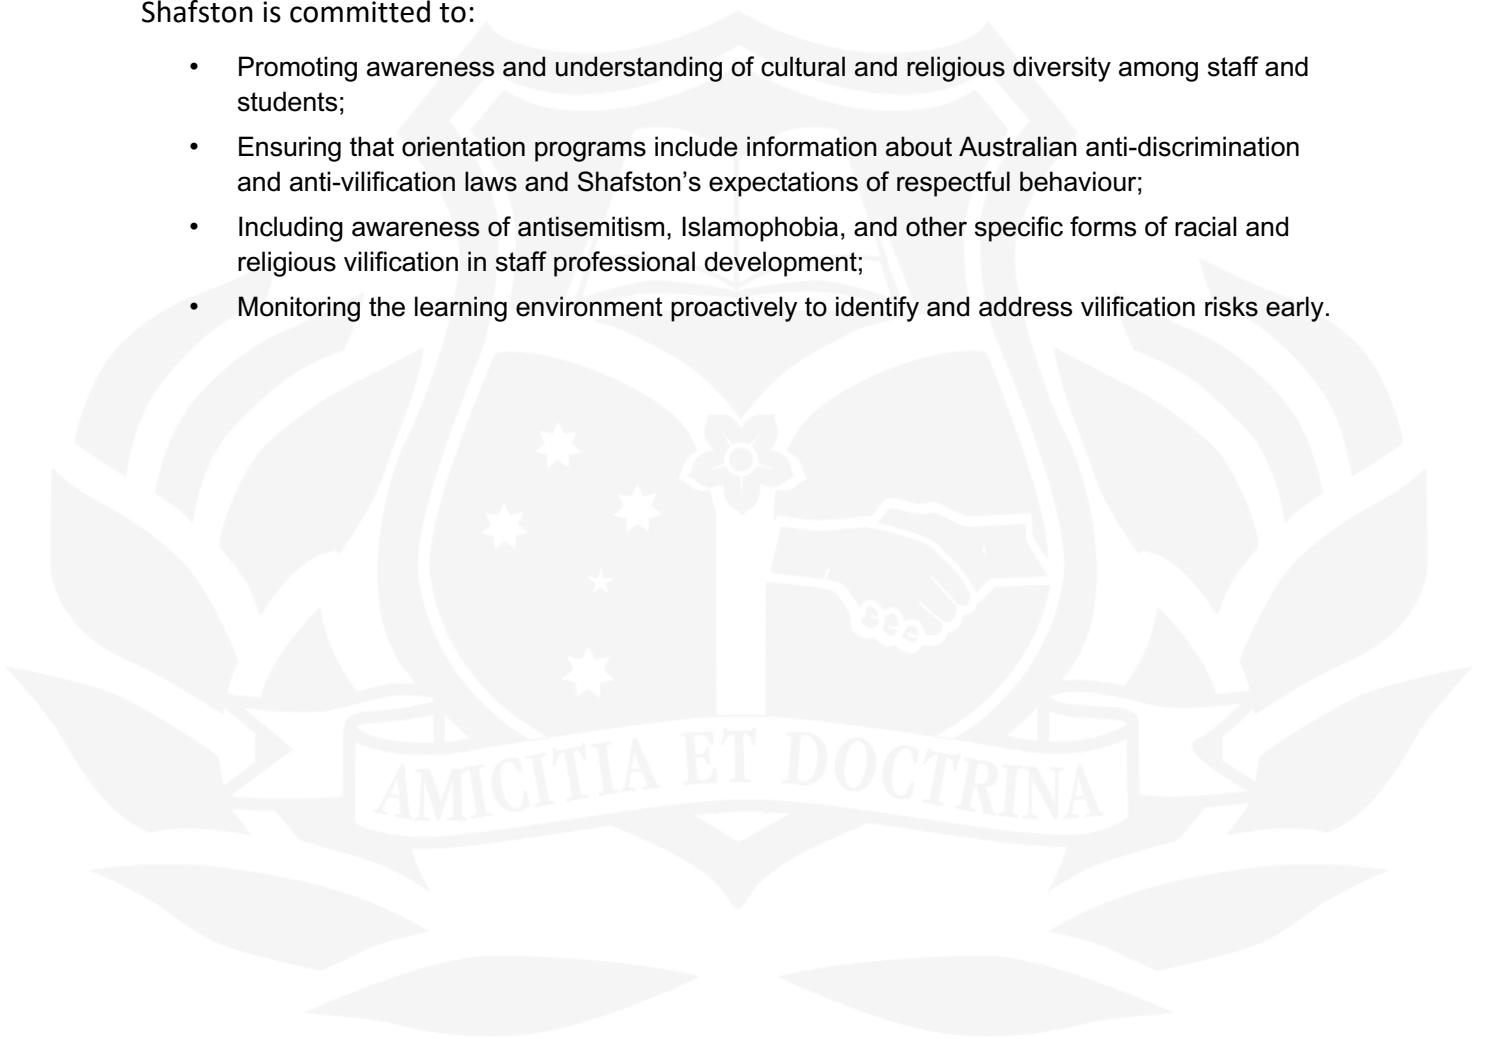 Shafston is committed to:
• Promoting awareness and understanding of cultural and religious diversity among staff and
students;
• Ensuring that orientation programs include information about Australian anti-discrimination
and anti-vilification laws and Shafston’s expectations of respectful behaviour;
• Including awareness of antisemitism, Islamophobia, and other specific forms of racial and
religious vilification in staff professional development;
• Monitoring the learning environment proactively to identify and address vilification risks early.
AMICITIA ET DOCTRINA